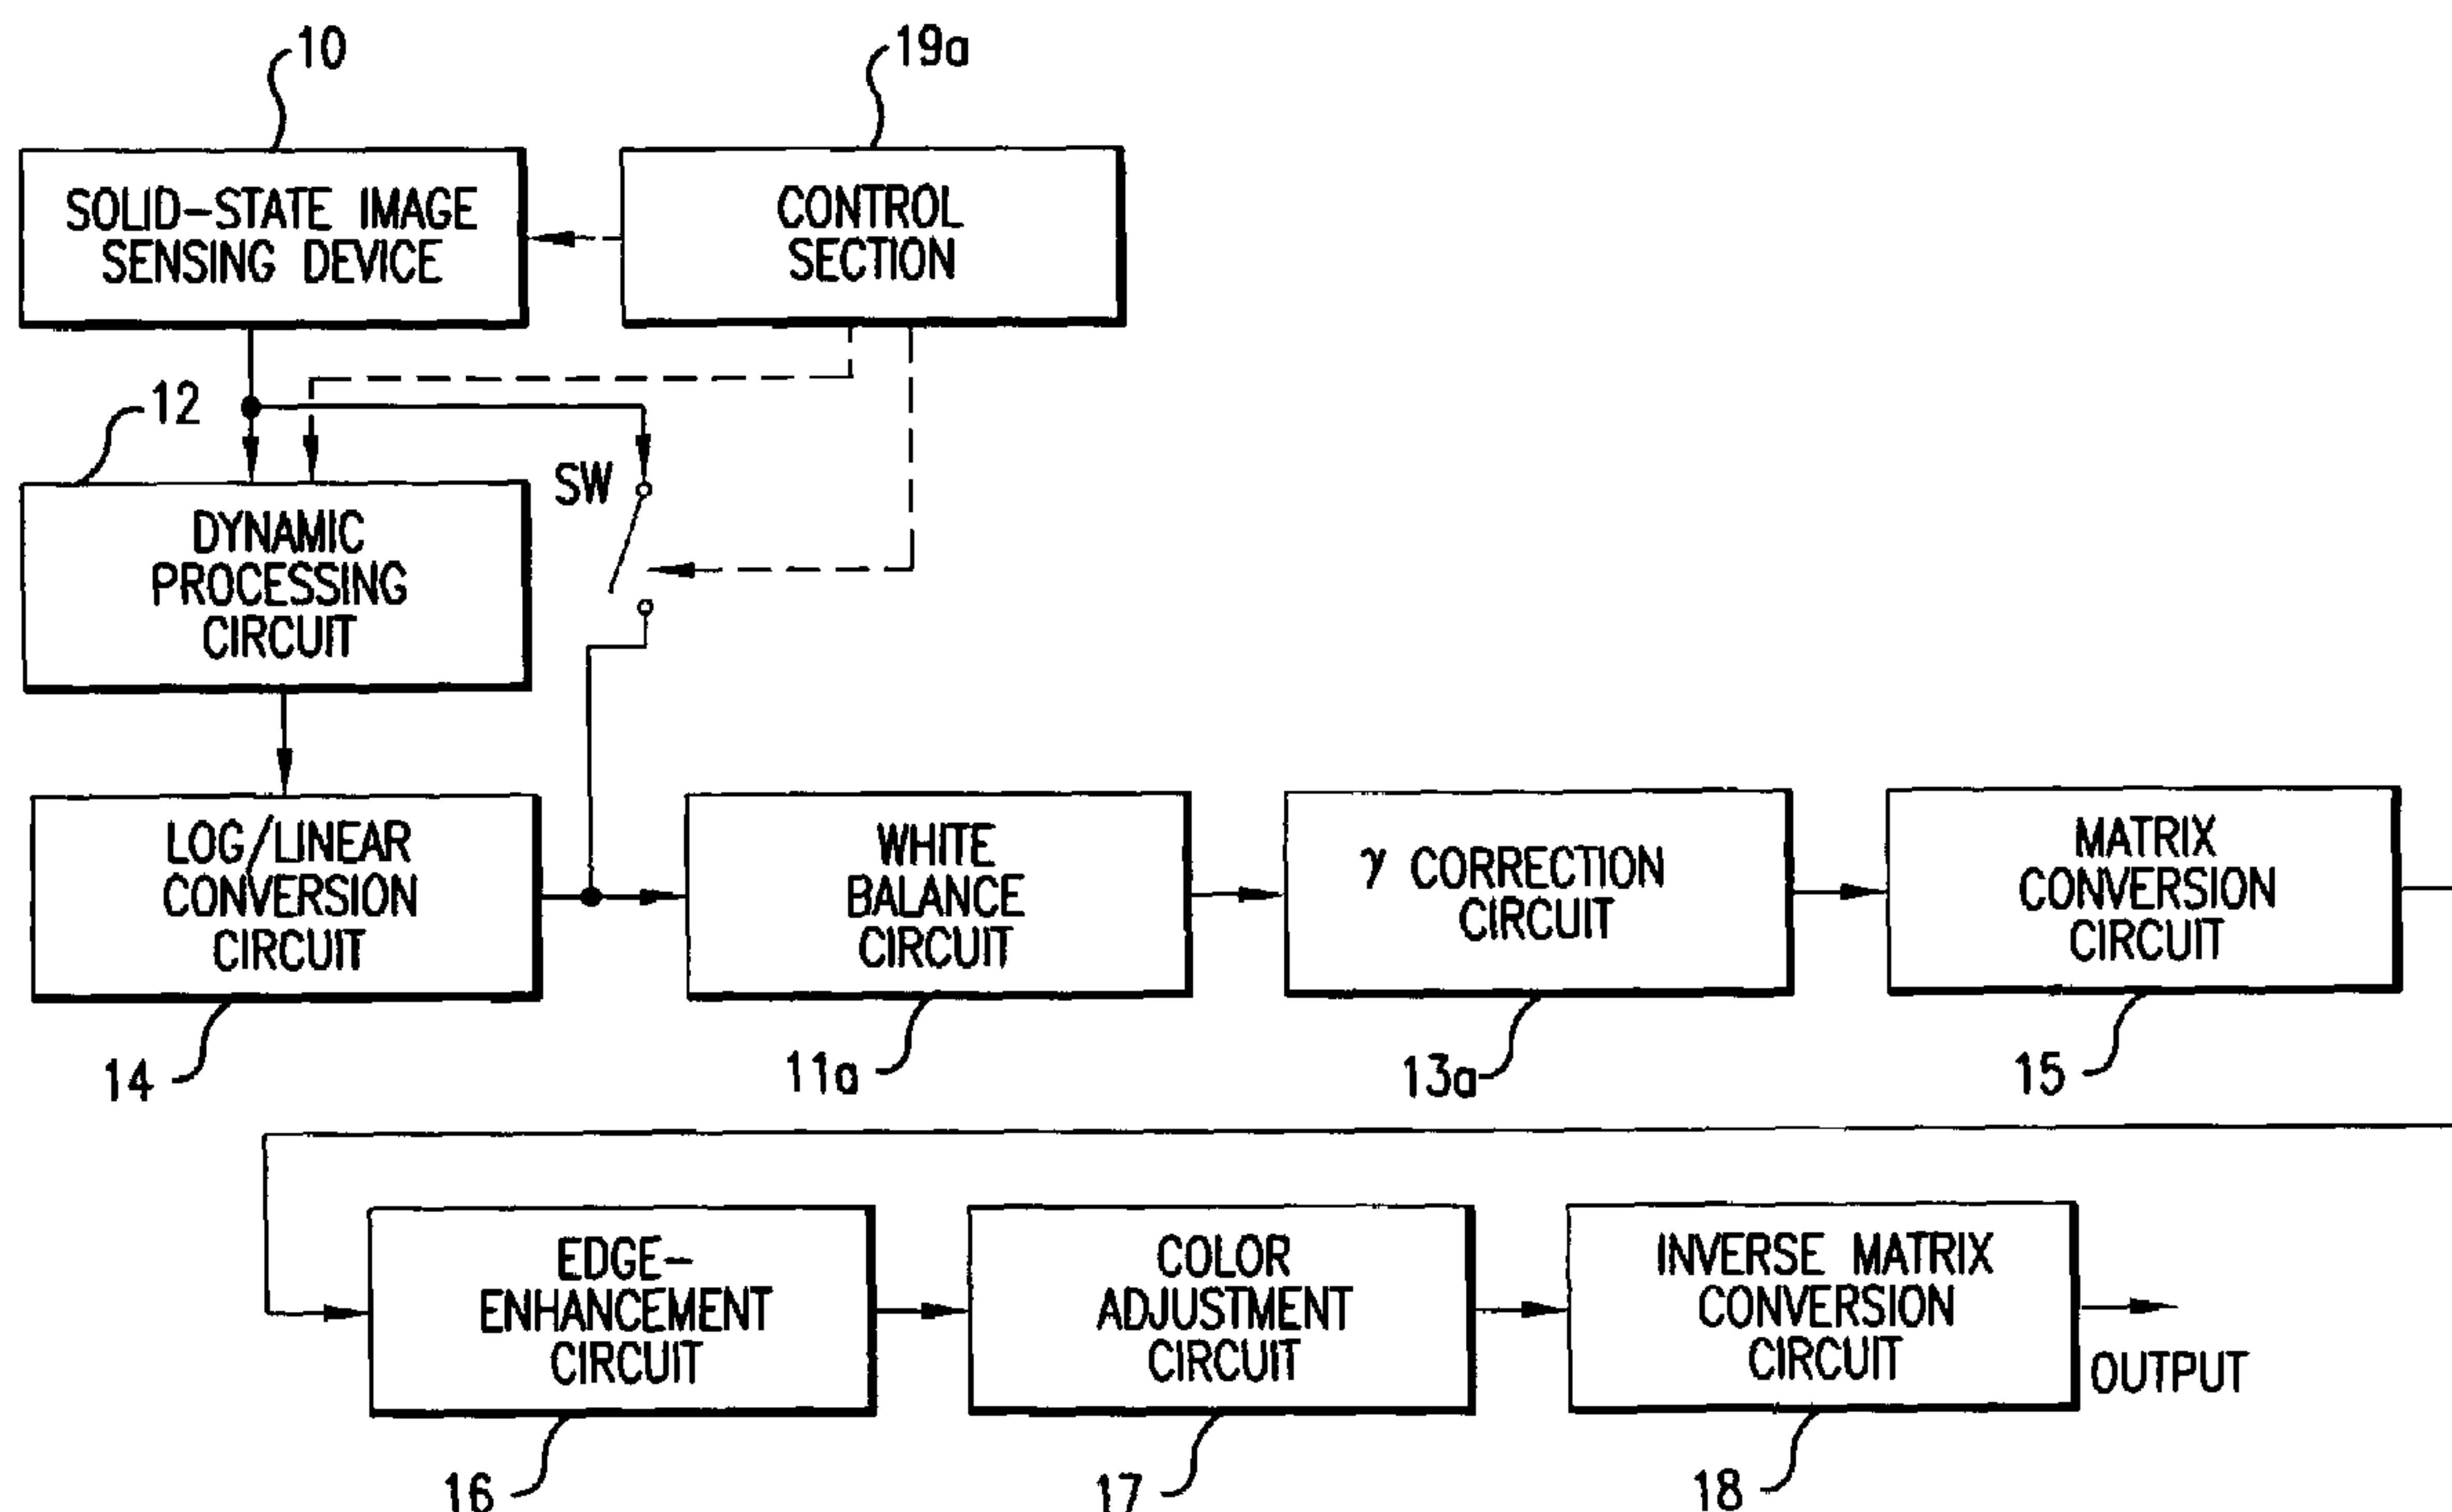 10
19a
SOLID-STATE IMAGE
SENSING DEVICE
CONTROL
SECTION
12
SW
DYNAMIC
PROCESSING
CIRCUIT
LOG/LINEAR
CONVERSION
CIRCUIT
WHITE
BALANCE
CIRCUIT
γ CORRECTION
CIRCUIT
MATRIX
CONVERSION
CIRCUIT
14
11a
13a
15
EDGE-
ENHANCEMENT
CIRCUIT
COLOR
ADJUSTMENT
CIRCUIT
INVERSE MATRIX
CONVERSION
CIRCUIT
OUTPUT
16
17
18